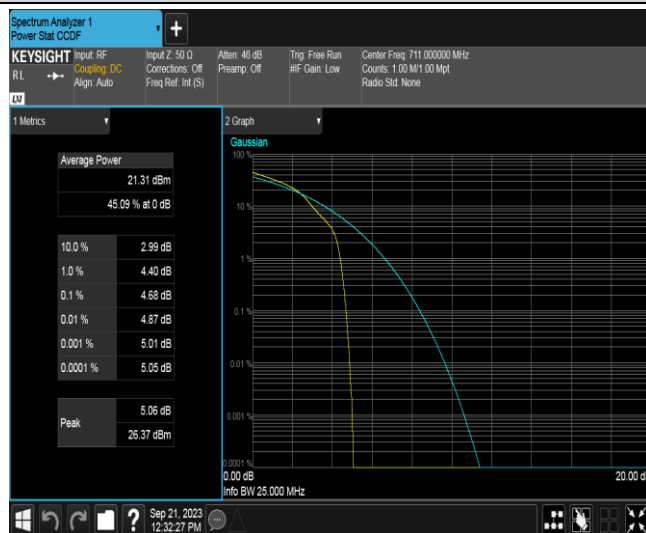 Spectrum Analyzer 1
Power Stat CCDF
KEYSIGHT
RL
LXI
Input: RF
Coupling: DC
Align: Auto
Input Z: 50 Ω
Corrections: Off
Freq Ref: Int (S)
Atten: 46 dB
Preamp: Off
Trig: Free Run
#IF Gain: Low
Center Freq: 711.000000 MHz
Counts: 1.00 M/1.00 Mpt
Radio Std: None
1 Metrics
Average Power
21.31 dBm
45.09 % at 0 dB
10.0 % 2.99 dB
1.0 % 4.40 dB
0.1 % 4.68 dB
0.01 % 4.87 dB
0.001 % 5.01 dB
0.0001 % 5.05 dB
Peak
5.06 dB
26.37 dBm
2 Graph
Gaussian
100 %
10 %
1 %
0.1 %
0.01 %
0.001 %
0.0001 %
0.00 dB
20.00 d
Info BW 25.000 MHz
?
Sep 21, 2023
12:32:27 PM